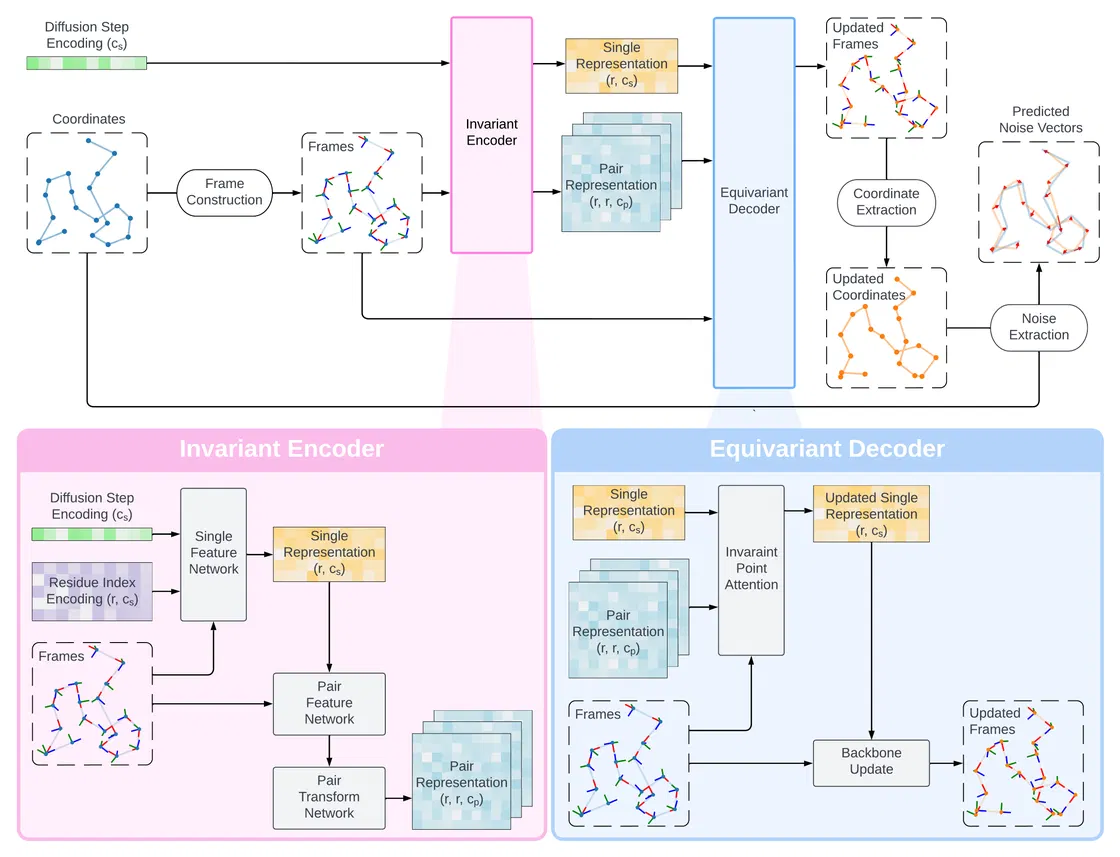 Diffusion Step
Encoding (cs)
Coordinates
Frame
Construction
Frames
Invariant
Encoder
Single
Representation
(r, cs)
Pair
Representation
(r, r, cp)
Equivariant
Decoder
Updated
Frames
Coordinate
Extraction
Updated
Coordinates
Predicted
Noise Vectors
Noise
Extraction
Invariant Encoder
Diffusion Step
Encoding (cs)
Residue Index
Encoding (r, cs)
Frames
Single
Feature
Network
Single
Representation
(r, cs)
Pair
Feature
Network
Pair
Transform
Network
Pair
Representation
(r, r, cp)
Equivariant Decoder
Single
Representation
(r, cs)
Pair
Representation
(r, r, cp)
Frames
Invaraint
Point
Attention
Updated Single
Representation
(r, cs)
Backbone
Update
Updated
Frames